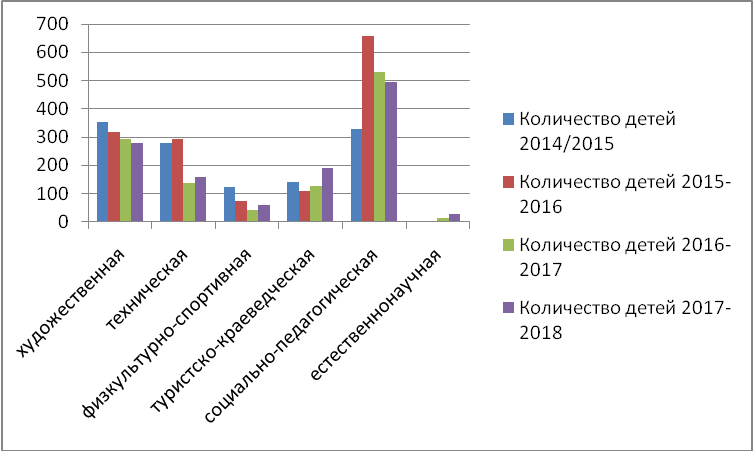 700
600
500
400
300
200
100
0
художественная
техническая
физкультурно-спортивная
туристско-краеведческая
социально-педагогическая
естественнонаучная
Количество детей
2014/2015
Количество детей 2015-
2016
Количество детей 2016-
2017
Количество детей 2017-
2018